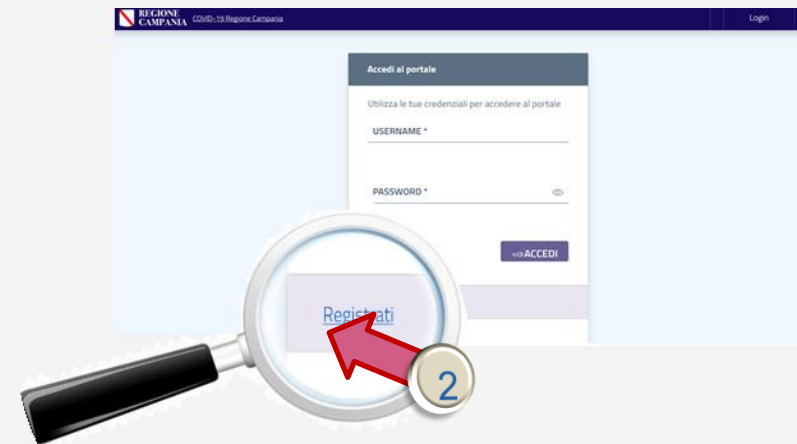 REGIONE
CAMPANIA COVID-19 Regione Campania Login
Accedi al portale
Utilizza le tue credenziali per accedere al portale
USERNAME *
PASSWORD *
ACCEDI
Registrati
2